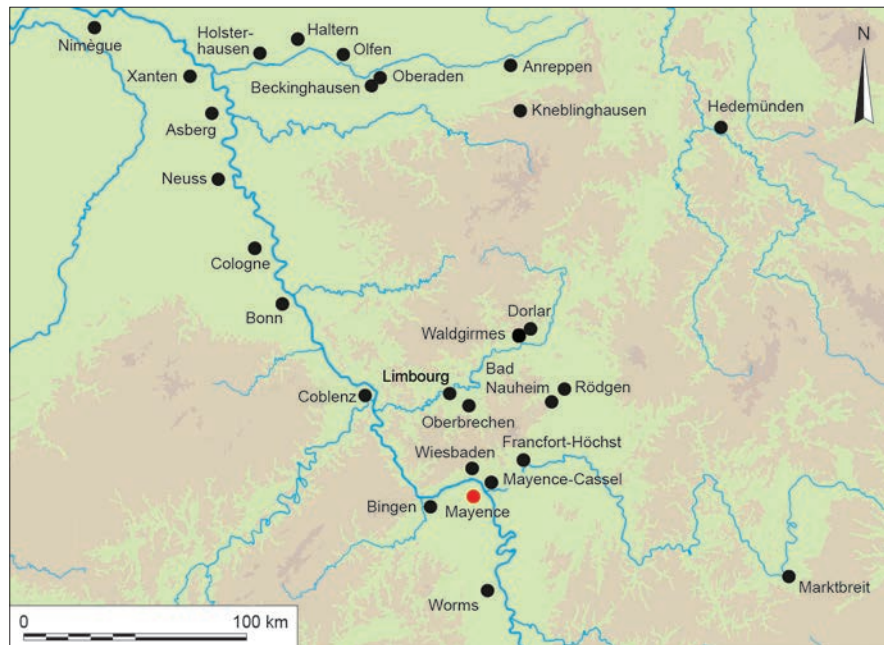 Nimègue
Holster-
hausen
Haltern
Olfen
Xanten
Beckinghausen
Oberaden
Anreppen
N
Asberg
Kneblinghausen
Hedemünden
Neuss
Cologne
Bonn
Dorlar
Waldgirmes
Limbourg
Bad
Nauheim
Rödgen
Coblenz
Oberbrechen
Wiesbaden
Francfort-Höchst
Mayence-Cassel
Bingen
Mayence
Marktbreit
Worms
0 100 km